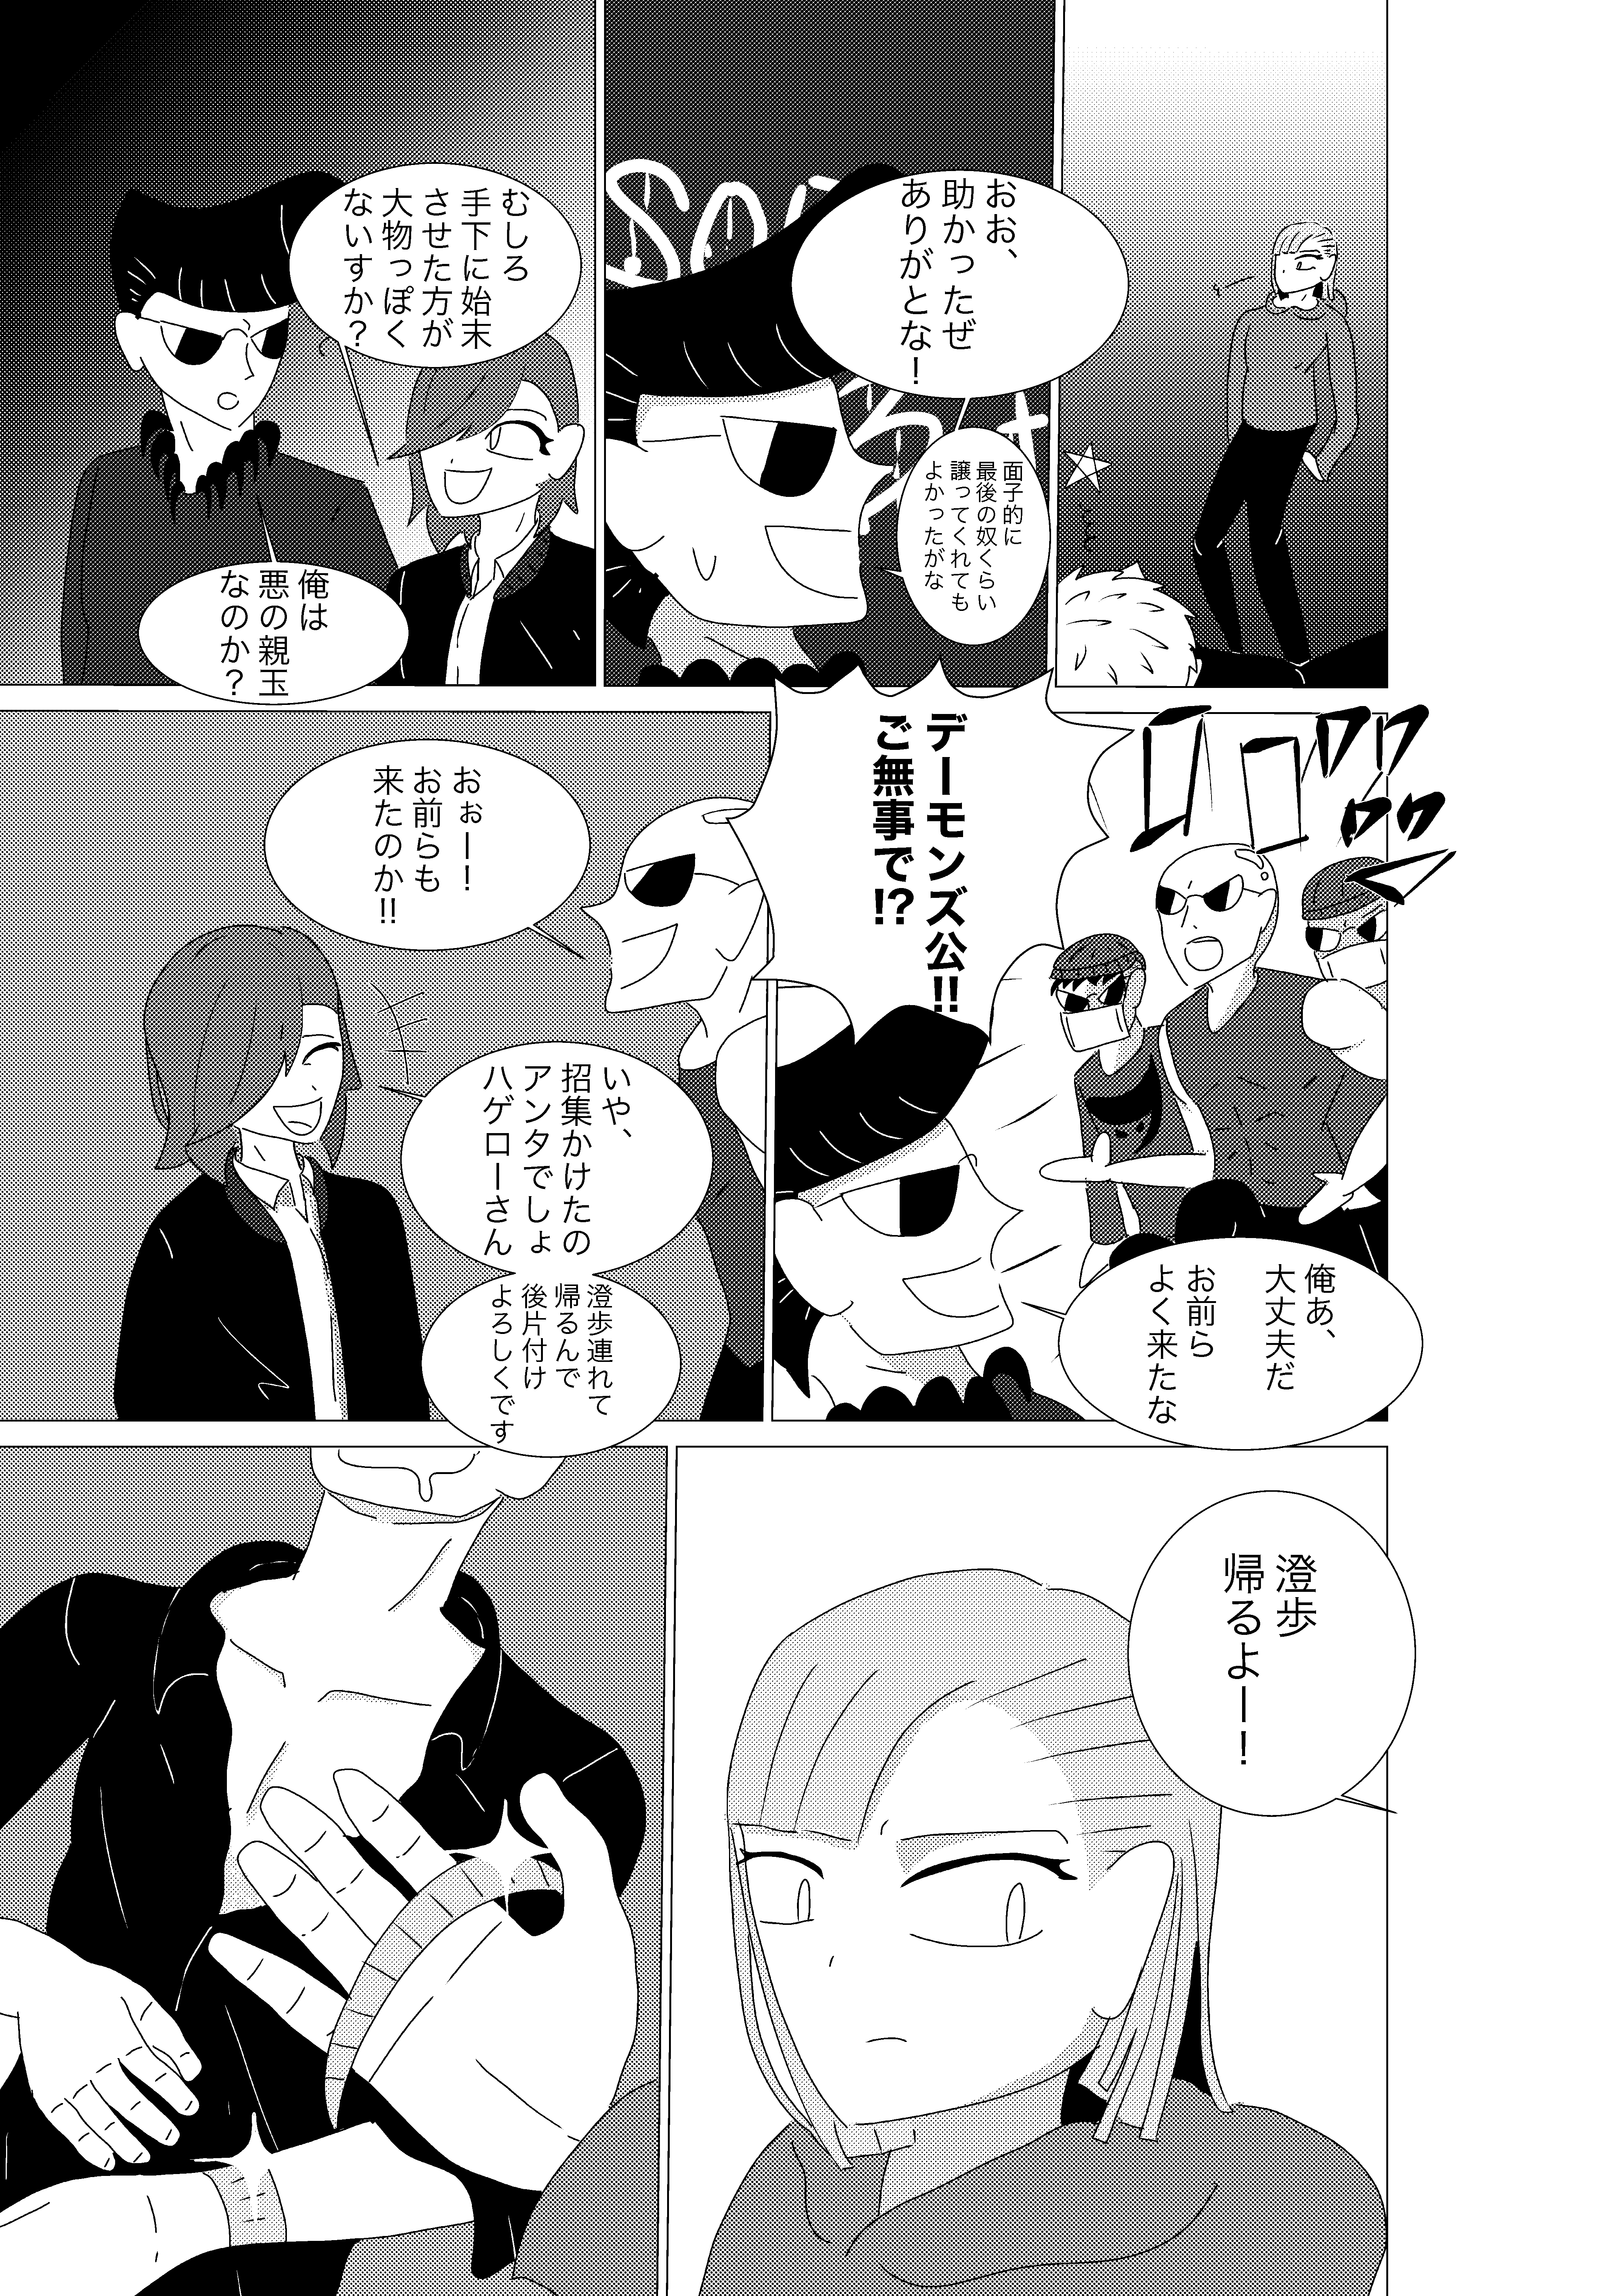 おお、
助かったぜ
ありがとな！
面子的に
最後の奴くらい
譲ってくれても
よかったがな
むしろ
手下に始末
させた方が
大物っぽく
ないすか？
俺は
悪の親玉
なのか？
デーモンズ公!!
ご無事で!?
俺あ、
大丈夫だ
お前ら
よく来たな
おぉー！
お前らも
来たのか!!
いや、
招集かけたの
アンタでしょ
ハゲローさん
澄歩連れて
帰るんで
後片付け
よろしくです
澄歩
帰るよー！